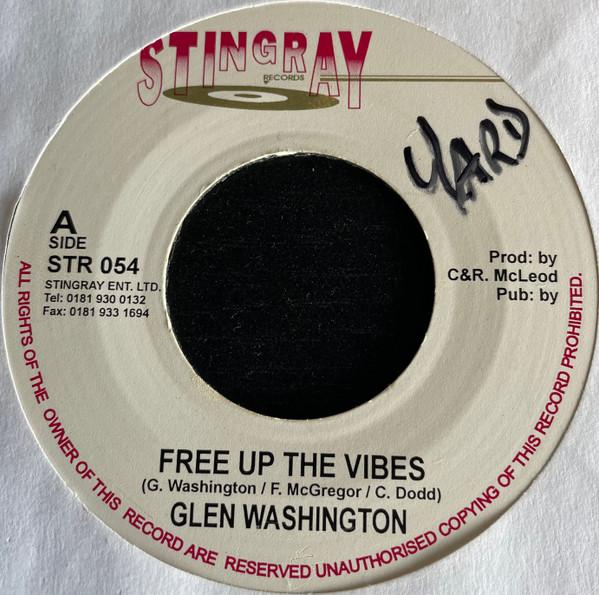 STINGRAY
RECORDS
YARD
A
SIDE
STR 054
STINGRAY ENT. LTD.
Tel: 0181 930 0132
Fax: 0181 933 1694
Prod: by
C&R. McLeod
Pub: by
FREE UP THE VIBES
(G. Washington / F. McGregor / C. Dodd)
GLEN WASHINGTON
ALL RIGHTS OF THE OWNER OF THIS RECORD ARE RESERVED UNAUTHORISED COPYING OF THIS RECORD PROHIBITED.